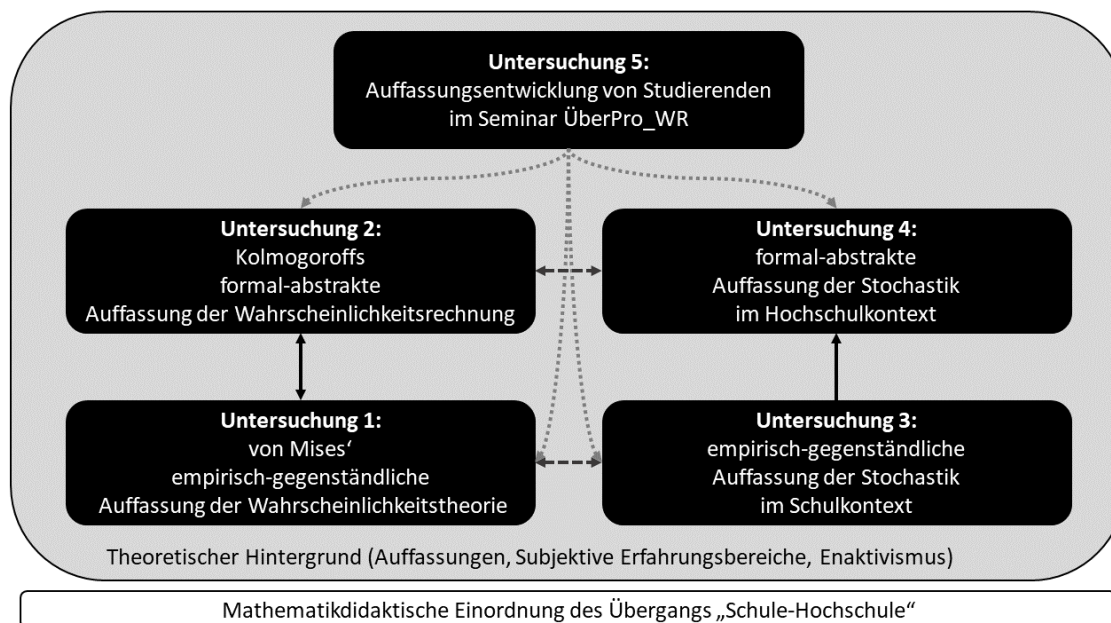 Untersuchung 5:
Auffassungsentwicklung von Studierenden
im Seminar ÜberPro_WR
Untersuchung 2:
Kolmogoroffs
formal-abstrakte
Auffassung der Wahrscheinlichkeitsrechnung
Untersuchung 4:
formal-abstrakte
Auffassung der Stochastik
im Hochschulkontext
Untersuchung 1:
von Mises‘
empirisch-gegenständliche
Auffassung der Wahrscheinlichkeitstheorie
Untersuchung 3:
empirisch-gegenständliche
Auffassung der Stochastik
im Schulkontext
Theoretischer Hintergrund (Auffassungen, Subjektive Erfahrungsbereiche, Enaktivismus)
Mathematikdidaktische Einordnung des Übergangs „Schule-Hochschule“